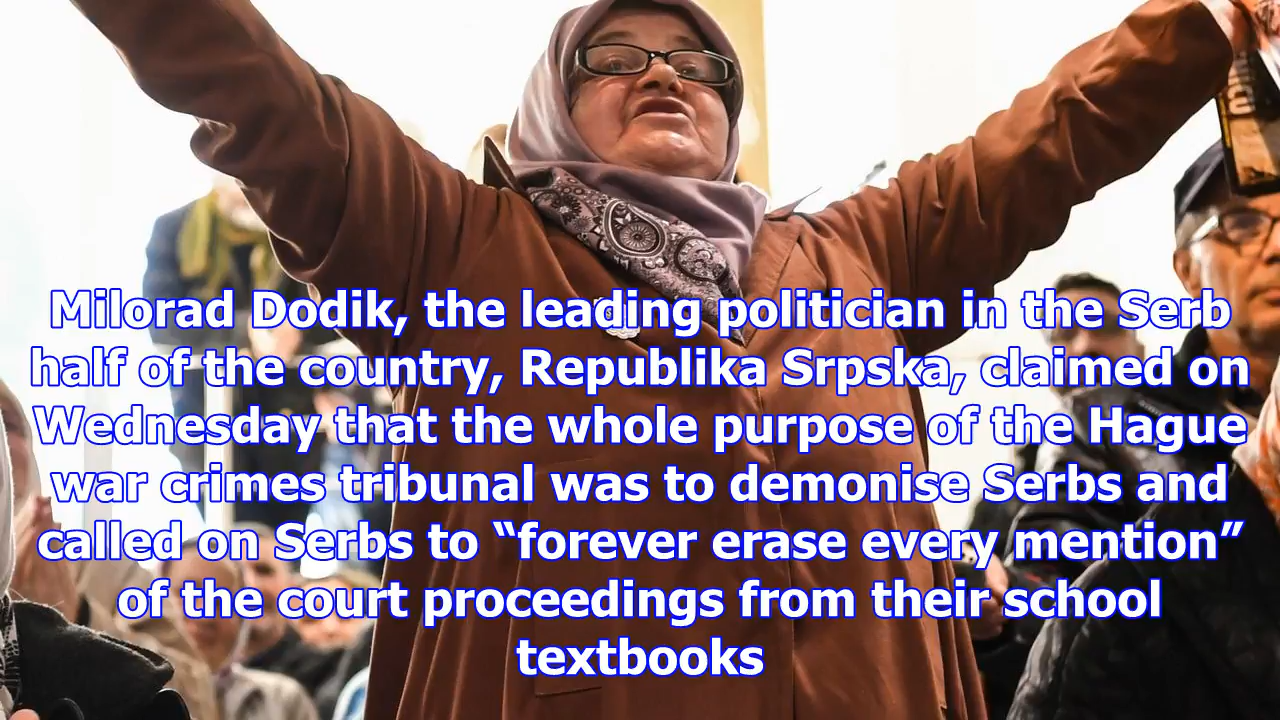 Milorad Dodik, the leading politician in the Serb
half of the country, Republika Srpska, claimed on
Wednesday that the whole purpose of the Hague
war crimes tribunal was to demonise Serbs and
called on Serbs to “forever erase every mention”
of the court proceedings from their school
textbooks